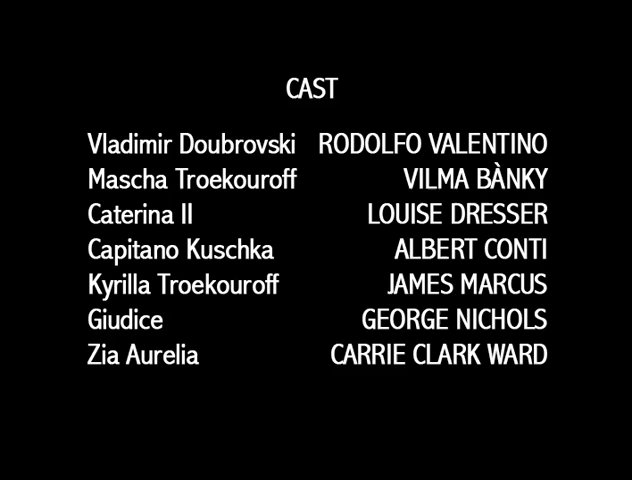 CAST
Vladimir Doubrovski RODOLFO VALENTINO
Mascha Troekouroff VILMA BÀNKY
Caterina II LOUISE DRESSER
Capitano Kuschka ALBERT CONTI
Kyrilla Troekouroff JAMES MARCUS
Giudice GEORGE NICHOLS
Zia Aurelia CARRIE CLARK WARD